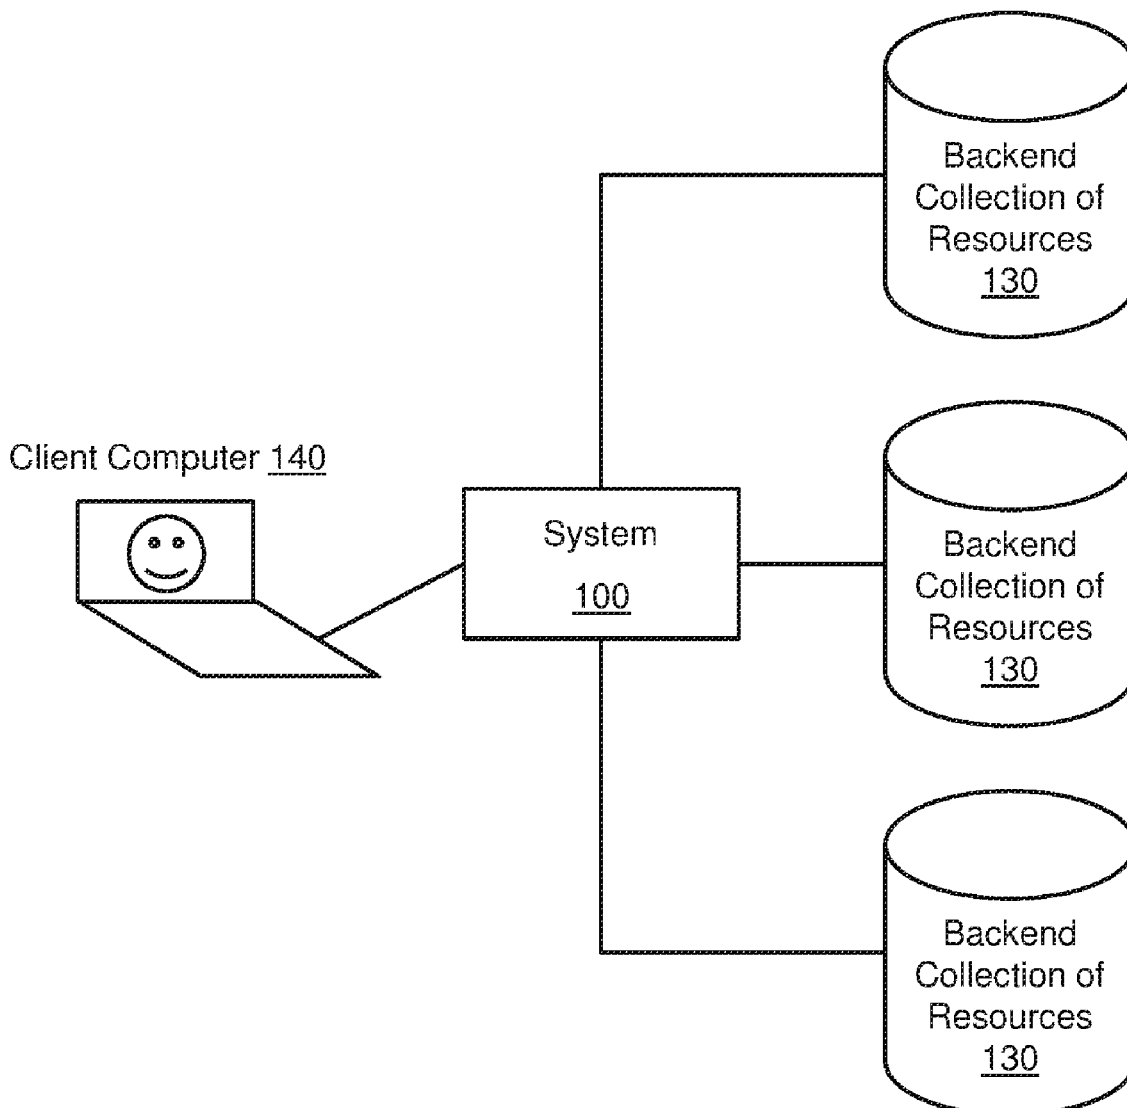 Backend
Collection of
Resources
130
Client Computer 140
System
100
Backend
Collection of
Resources
130
Backend
Collection of
Resources
130